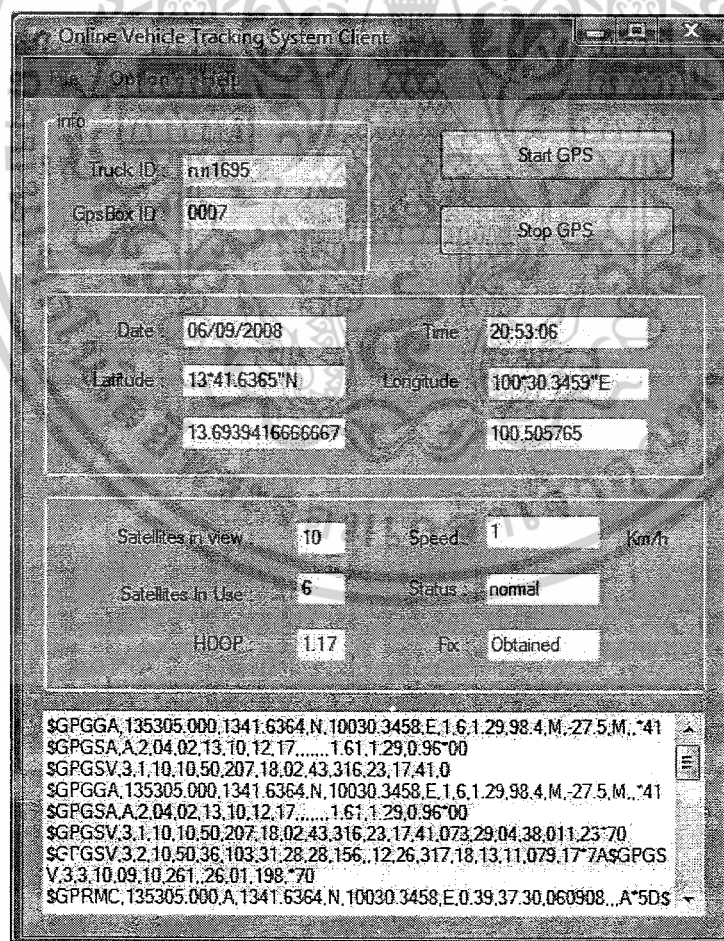 Online Vehicle Tracking System Client
File Option Help
info
Truck ID : 1695
GpsBox ID : 0007
Start GPS
Stop GPS
Date : 06/09/2008 Time : 20:53:06
Latitude : 13°41.6365"N Longitude : 100°30.3459"E
13.6939416666667 100.505765
Satellites in view : 10 Speed : 1 Km/h
Satellites In Use : 6 Status : normal
HDOP : 1.17 Fix : Obtained
$GPGGA,135305.000,1341.6364,N,10030.3458,E,1,6,1.29,98.4,M,-27.5,M,,*41
$GPGSA,A,2,04,02,13,10,12,17,,,,,,,1.61,1.29,0.96*00
$GPGSV,3,1,10,10,50,207,18,02,43,316,23,17,41,0
$GPGGA,135305.000,1341.6364,N,10030.3458,E,1,6,1.29,98.4,M,-27.5,M,,*41
$GPGSA,A,2,04,02,13,10,12,17,,,,,,,1.61,1.29,0.96*00
$GPGSV,3,1,10,10,50,207,18,02,43,316,23,17,41,073,29,04,38,011,23*70
$GPGSV,3,2,10,50,36,103,31,28,28,156,,12,26,317,18,13,11,079,17*7A$GPGS
V,3,3,10,09,10,261,,26,01,198,*70
$GPRMC,135305.000,A,1341.6364,N,10030.3458,E,0.39,37.30,060908,,,A*5D$